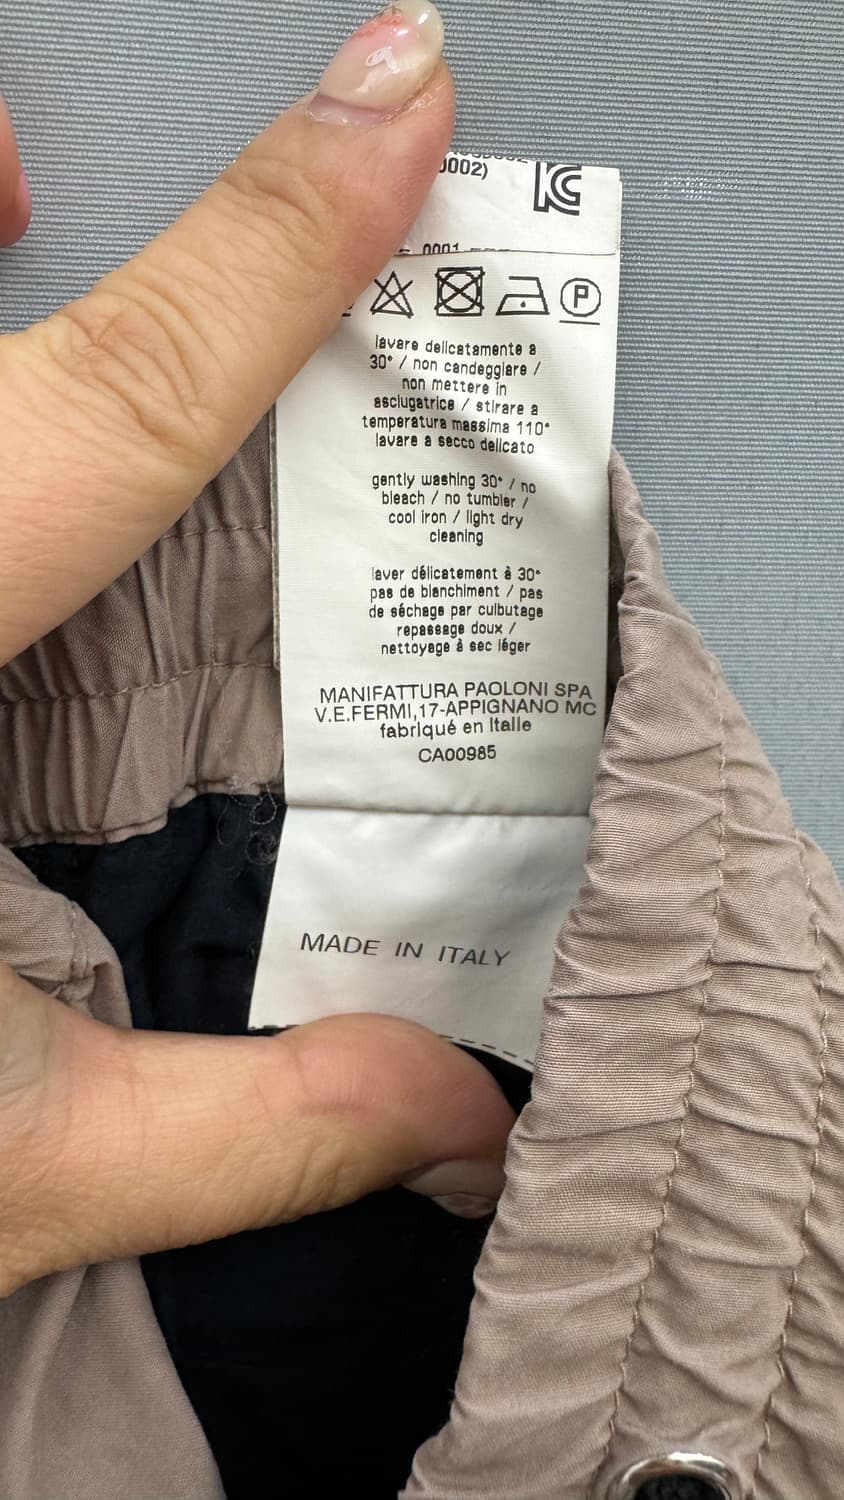 0002)
KC
0001
P
lavare delicatamente a
30° / non candeggiare /
non mettere in
asciugatrice / stirare a
temperatura massima 110°
lavare a secco delicato
gently washing 30° / no
bleach / no tumbler /
cool iron / light dry
cleaning
laver délicatement à 30°
pas de blanchiment / pas
de séchage par culbutage
repassage doux /
nettoyage à sec léger
MANIFATTURA PAOLONI SPA
V.E.FERMI,17-APPIGNANO MC
fabriqué en Italie
CA00985
MADE IN ITALY